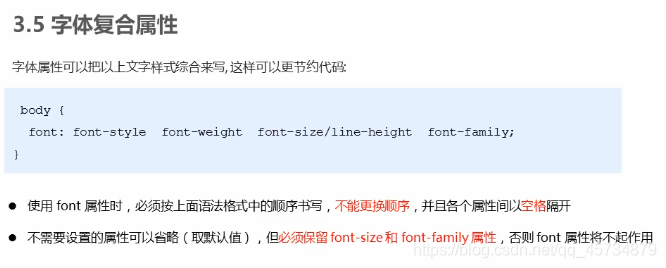 3.5 字体复合属性
字体属性可以把以上文字样式综合来写, 这样可以更节约代码:
body {
font: font-style font-weight font-size/line-height font-family;
}
● 使用 font 属性时，必须按上面语法格式中的顺序书写，不能更换顺序，并且各个属性间以空格隔开
● 不需要设置的属性可以省略（取默认值），但必须保留 font-size 和 font-family 属性，否则 font 属性将不起作用
https://blog.csdn.net/qq_45734879